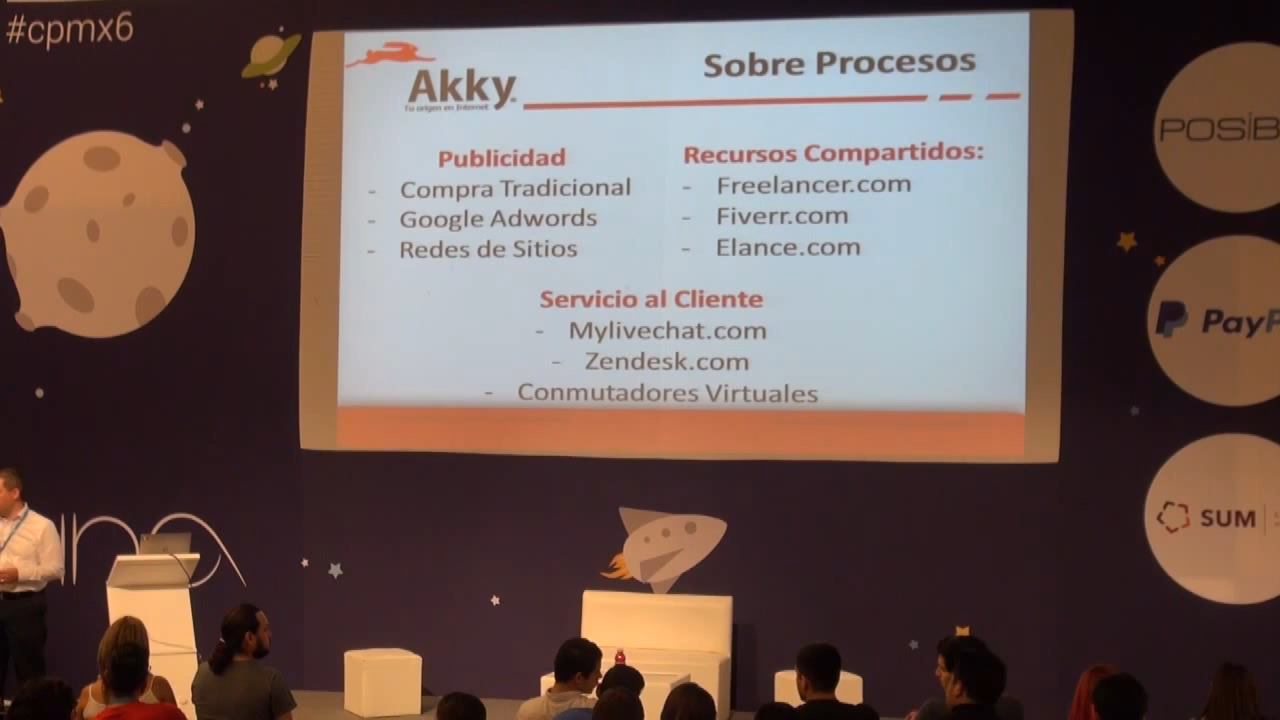 #cpmx6
Akky
Tu origen en Internet
Sobre Procesos
Publicidad
- Compra Tradicional
- Google Adwords
- Redes de Sitios
Recursos Compartidos:
- Freelancer.com
- Fiverr.com
- Elance.com
Servicio al Cliente
- Mylivechat.com
- Zendesk.com
- Conmutadores Virtuales
POSIB
PayP
SUM